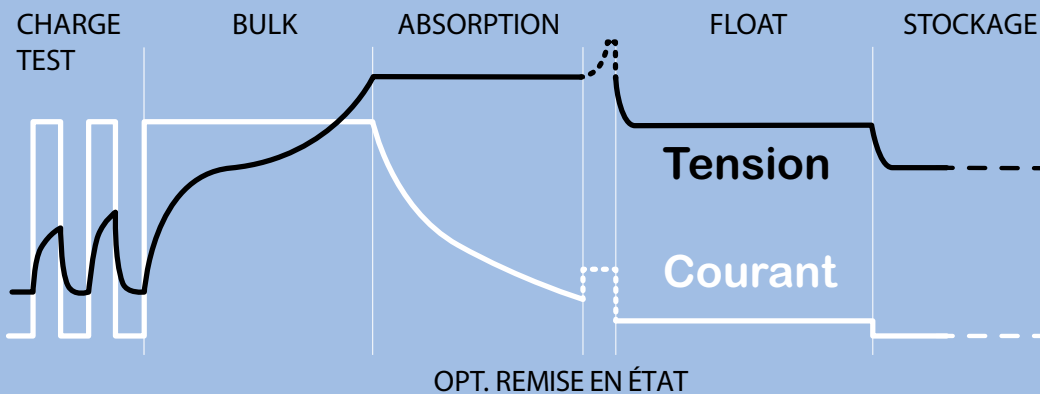 CHARGE
TEST
BULK
ABSORPTION
FLOAT
STOCKAGE
Tension
Courant
OPT. REMISE EN ÉTAT